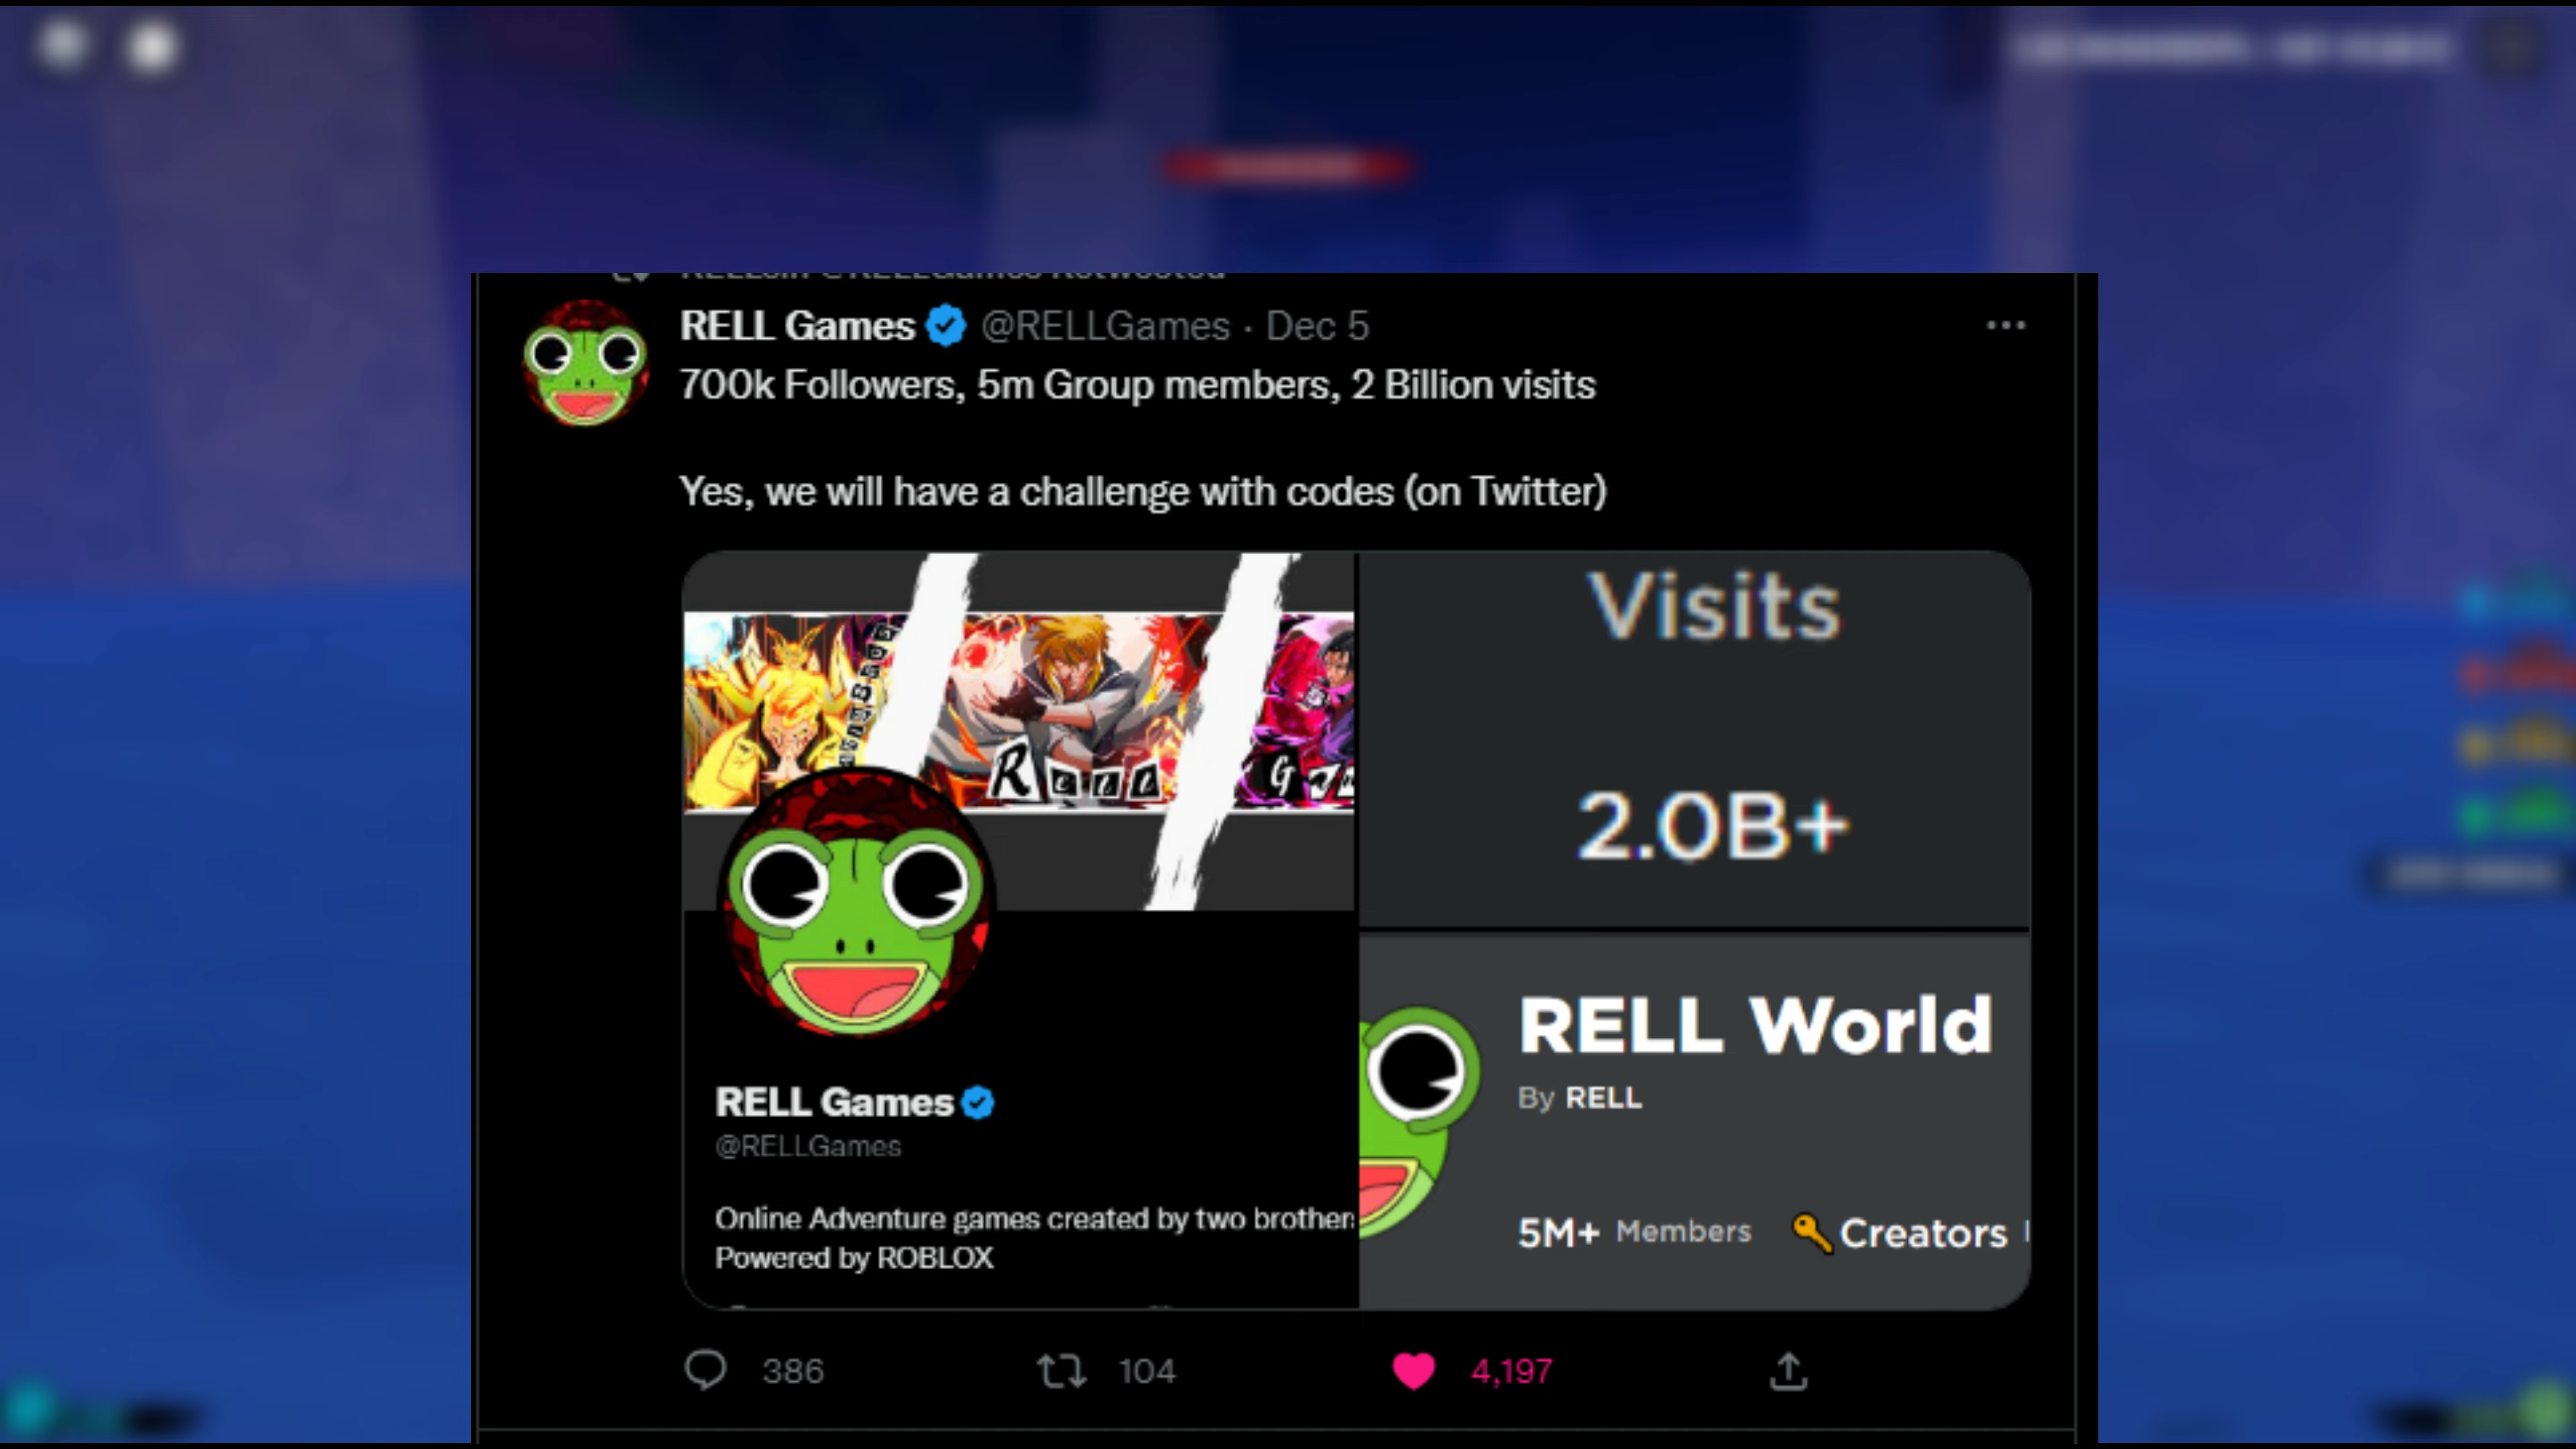 RELL Games @RELLGames · Dec 5
700k Followers, 5m Group members, 2 Billion visits
Yes, we will have a challenge with codes (on Twitter)
RELL
RELL Games
@RELLGames
Online Adventure games created by two brothers
Powered by ROBLOX
Visits
2.0B+
RELL World
By RELL
5M+ Members Creators
386 104 4,197